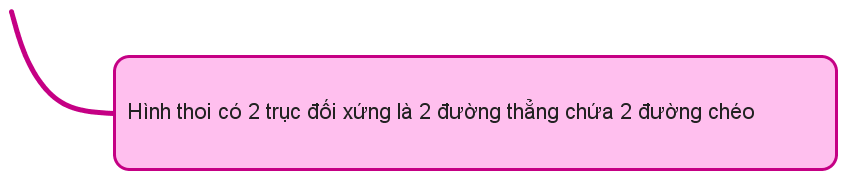 Hình thoi có 2 trục đối xứng là 2 đường thẳng chứa 2 đường chéo